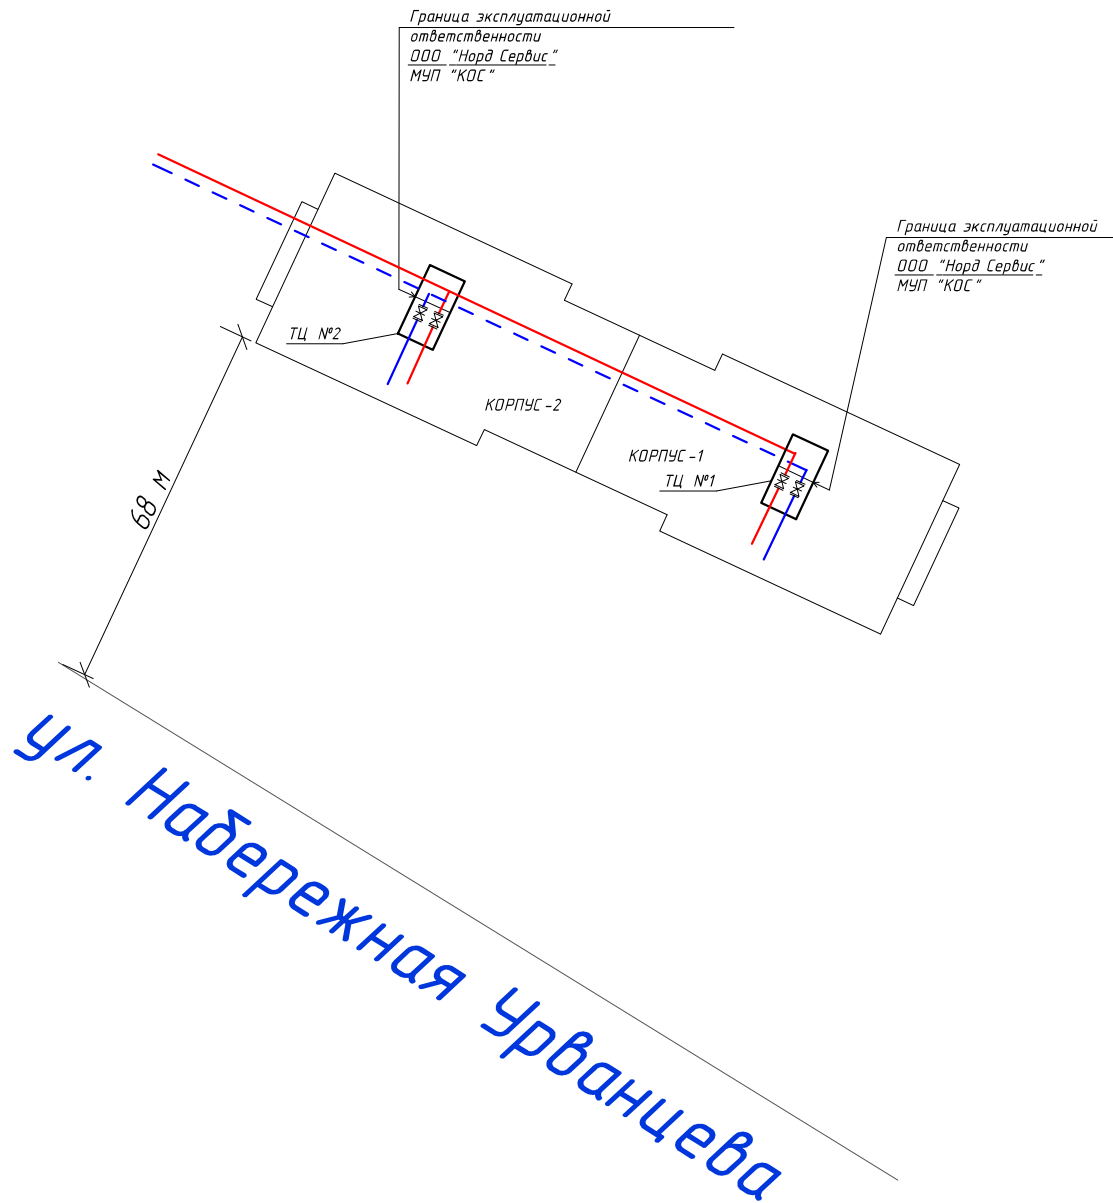 Граница эксплуатационной
ответственности
ООО "Норд Сервис"
МУП "КОС"
Граница эксплуатационной
ответственности
ООО "Норд Сервис"
МУП "КОС"
ТЦ №2
КОРПУС-2
КОРПУС-1
ТЦ №1
68 м
ул. Набережная Урванцева